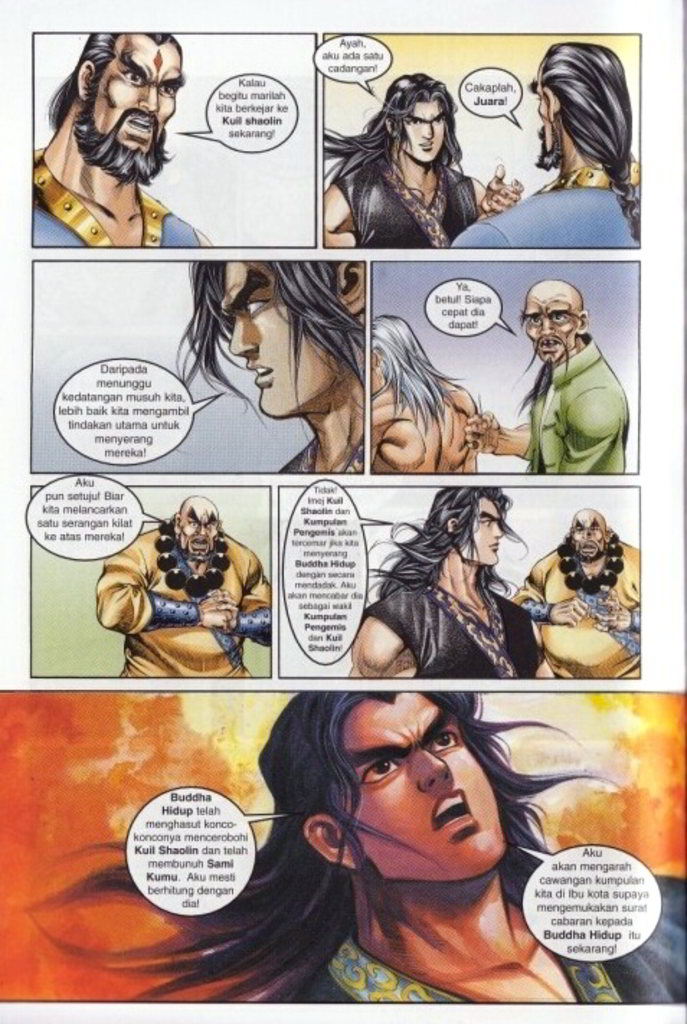 Kalau
begitu marilah
kita berkejar ke
Kuil shaolin
sekarang!
Ayah,
aku ada satu
cadangan!
Cakaplah,
Juara!
Daripada
menunggu
kedatangan musuh kita,
lebih baik kita mengambil
tindakan utama untuk
menyerang
mereka!
Ya,
betul! Siapa
cepat dia
dapat!
Aku
pun setuju! Biar
kita melancarkan
satu serangan kilat
ke atas mereka!
Tidak!
Imej Kuil
Shaolin dan
Kumpulan
Pengemis akan
tercemar jika kita
menyerang
Buddha Hidup
dengan secara
mendadak. Aku
akan mencabar dia
sebagai wakil
Kumpulan
Pengemis
dan Kuil
Shaolin!
Buddha
Hidup telah
menghasut konco-
konconya mencerobohi
Kuil Shaolin dan telah
membunuh Sami
Kumu. Aku mesti
berhitung dengan
dia!
Aku
akan mengarah
cawangan kumpulan
kita di Ibu kota supaya
mengemukakan surat
cabaran kepada
Buddha Hidup itu
sekarang!